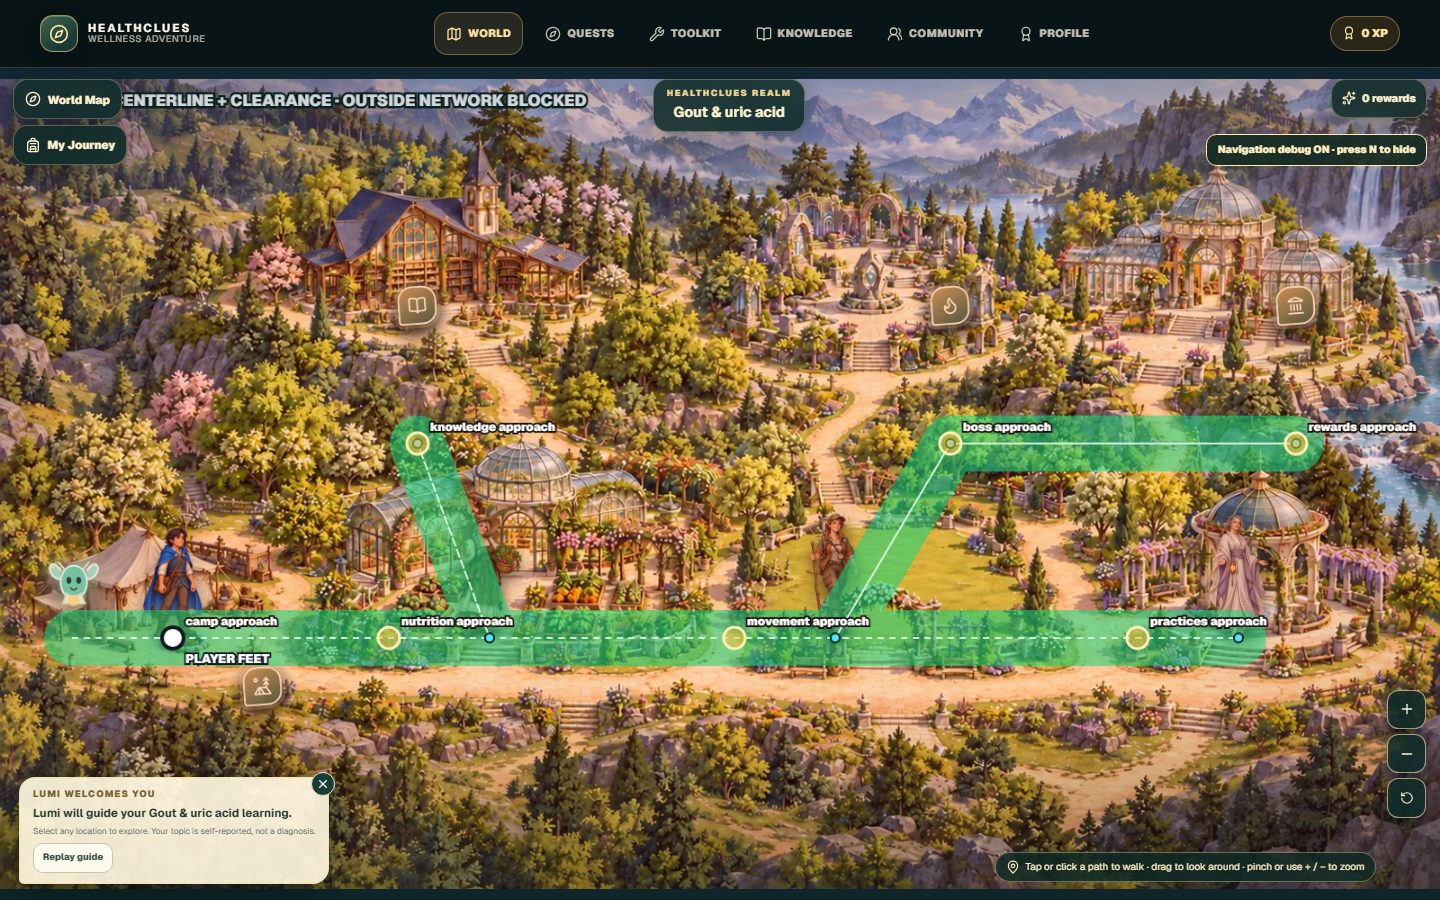 HEALTHCLUES
WELLNESS ADVENTURE
WORLD
QUESTS
TOOLKIT
KNOWLEDGE
COMMUNITY
PROFILE
0 XP
World Map
ENTERLINE + CLEARANCE · OUTSIDE NETWORK BLOCKED
HEALTHCLUES REALM
Gout & uric acid
0 rewards
My Journey
Navigation debug ON · press N to hide
knowledge approach
boss approach
rewards approach
camp approach
nutrition approach
movement approach
practices approach
PLAYER FEET
LUMI WELCOMES YOU
Lumi will guide your Gout & uric acid learning.
Select any location to explore. Your topic is self-reported, not a diagnosis.
Replay guide
Tap or click a path to walk · drag to look around · pinch or use + / − to zoom